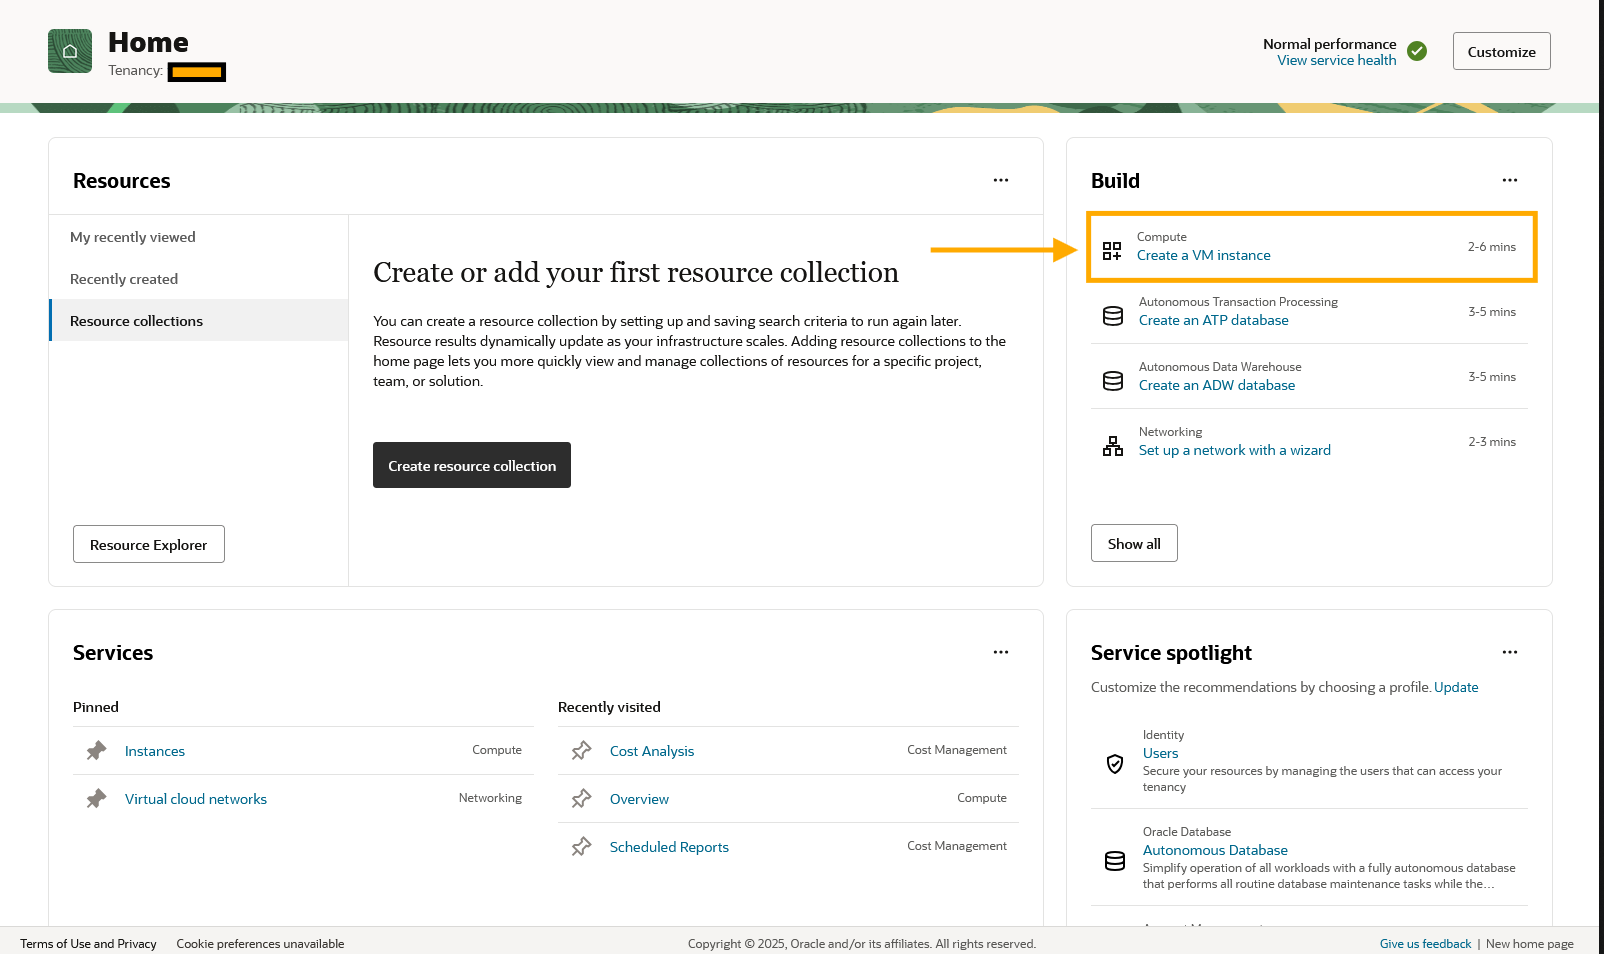 Home
Tenancy:
Normal performance
View service health
Customize
Resources
My recently viewed
Recently created
Resource collections
Resource Explorer
Create or add your first resource collection
You can create a resource collection by setting up and saving search criteria to run again later.
Resource results dynamically update as your infrastructure scales. Adding resource collections to the
home page lets you more quickly view and manage collections of resources for a specific project,
team, or solution.
Create resource collection
Build
Compute
Create a VM instance
2-6 mins
Autonomous Transaction Processing
Create an ATP database
3-5 mins
Autonomous Data Warehouse
Create an ADW database
3-5 mins
Networking
Set up a network with a wizard
2-3 mins
Show all
Services
Pinned
Instances
Compute
Virtual cloud networks
Networking
Recently visited
Cost Analysis
Cost Management
Overview
Compute
Scheduled Reports
Cost Management
Service spotlight
Customize the recommendations by choosing a profile. Update
Identity
Users
Secure your resources by managing the users that can access your
tenancy
Oracle Database
Autonomous Database
Simplify operation of all workloads with a fully autonomous database
that performs all routine database maintenance tasks while the...
Terms of Use and Privacy
Cookie preferences unavailable
Copyright © 2025, Oracle and/or its affiliates. All rights reserved.
Give us feedback | New home page